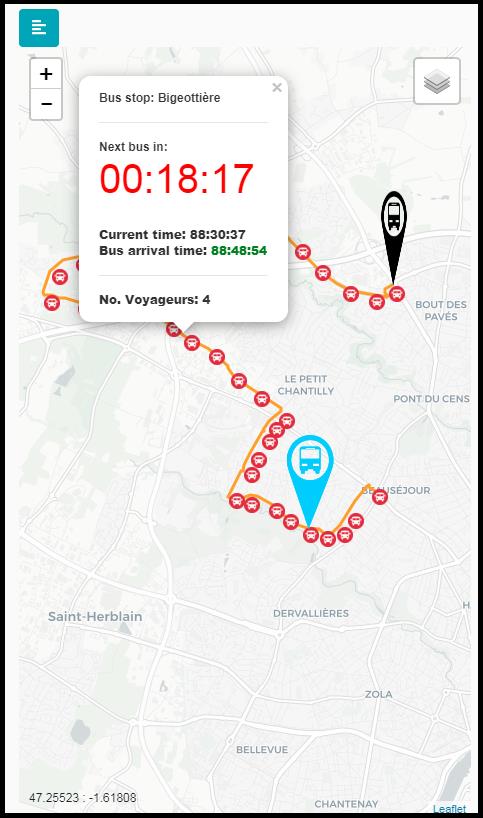 +
−
×
Bus stop: Bigeottière
Next bus in:
00:18:17
Current time: 88:30:37
Bus arrival time: 88:48:54
No. Voyageurs: 4
BOUT DES
PAVÉS
LE PETIT
CHANTILLY
PONT DU CENS
BEAUSÉJOUR
DERVALLIÈRES
H
Saint-Herblain
ZOLA
BELLEVUE
47.25523 : -1.61808
CHANTENAY
Leaflet